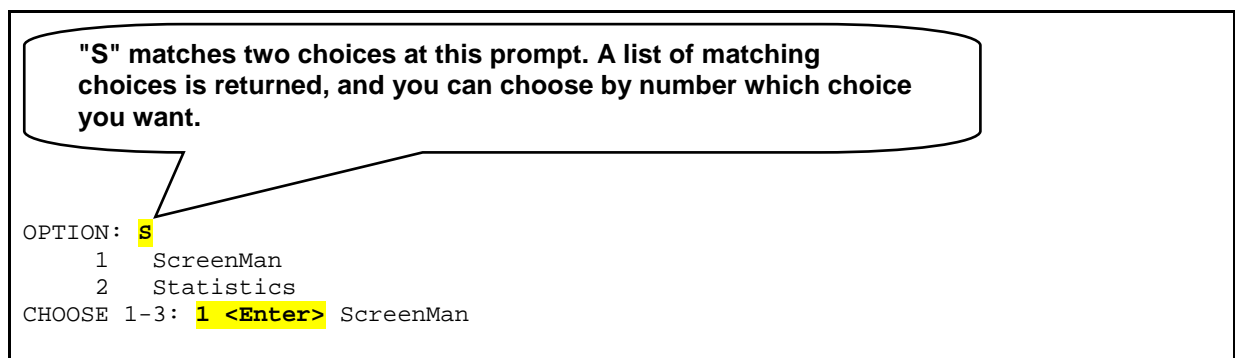 "S" matches two choices at this prompt. A list of matching
choices is returned, and you can choose by number which choice
you want.
OPTION: S
1 ScreenMan
2 Statistics
CHOOSE 1-3: 1 <Enter> ScreenMan